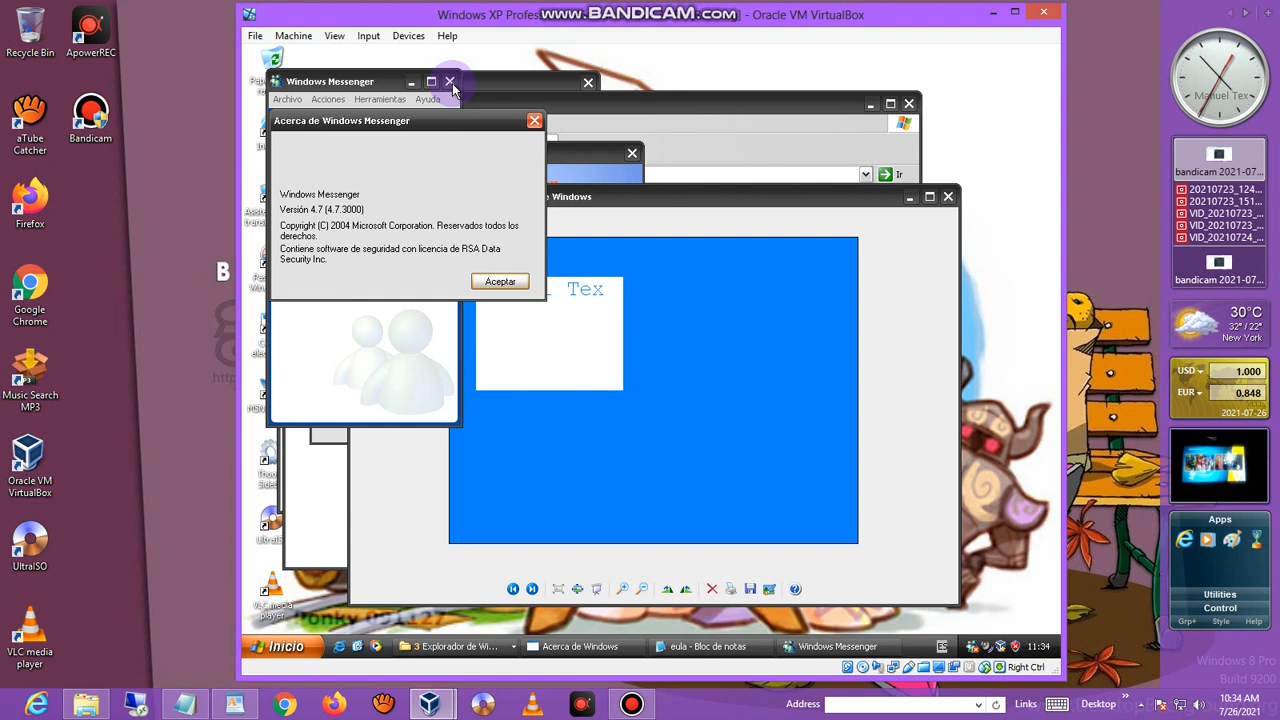 Windows XP Profes
www.BANDICAM.com
- Oracle VM VirtualBox
File Machine View Input Devices Help
Recycle Bin
ApowerREC
aTube Catcher
Bandicam
Firefox
Google Chrome
Music Search MP3
Oracle VM VirtualBox
UltraISO
VLC media player
Windows Messenger
Archivo Acciones Herramientas Ayuda
Acerca de Windows Messenger
Windows Messenger
Versión 4.7 (4.7.3000)
Copyright (C) 2004 Microsoft Corporation. Reservados todos los
derechos.
Contiene software de seguridad con licencia de RSA Data
Security Inc.
Aceptar
Ir
e Windows
Tex
VLC media
player
Inicio
3 Explorador de Wi...
Acerca de Windows
eula - Bloc de notas
Windows Messenger
11:34
Right Ctrl
Manuel Tex
bandicam 2021-07...
20210723_124...
20210723_151...
VID_20210723_...
VID_20210723_...
VID_20210724_...
bandicam 2021-07...
30°C
32° / 22°
New York
USD 1.000
EUR 0.848
2021-07-26
Apps
Utilities
Control
Grp+ Style Help
Windows 8 Pro
Build 9200
Address
Links
Desktop
10:34 AM
7/26/2021